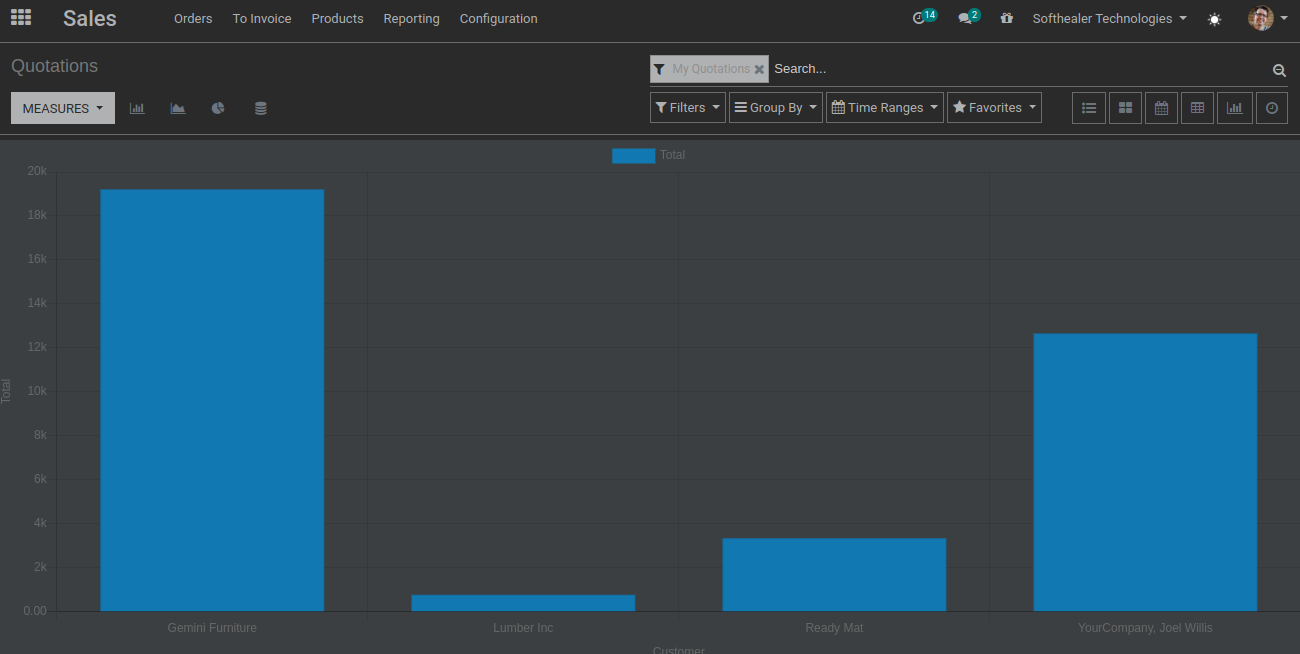 Sales Orders To Invoice Products Reporting Configuration 14 2 Softhealer Technologies
Quotations
My Quotations Search...
MEASURES Filters Group By Time Ranges Favorites
Total
20k
18k
16k
14k
12k
10k
8k
6k
4k
2k
0.00
Total
Gemini Furniture Lumber Inc Ready Mat YourCompany, Joel Willis
Customer